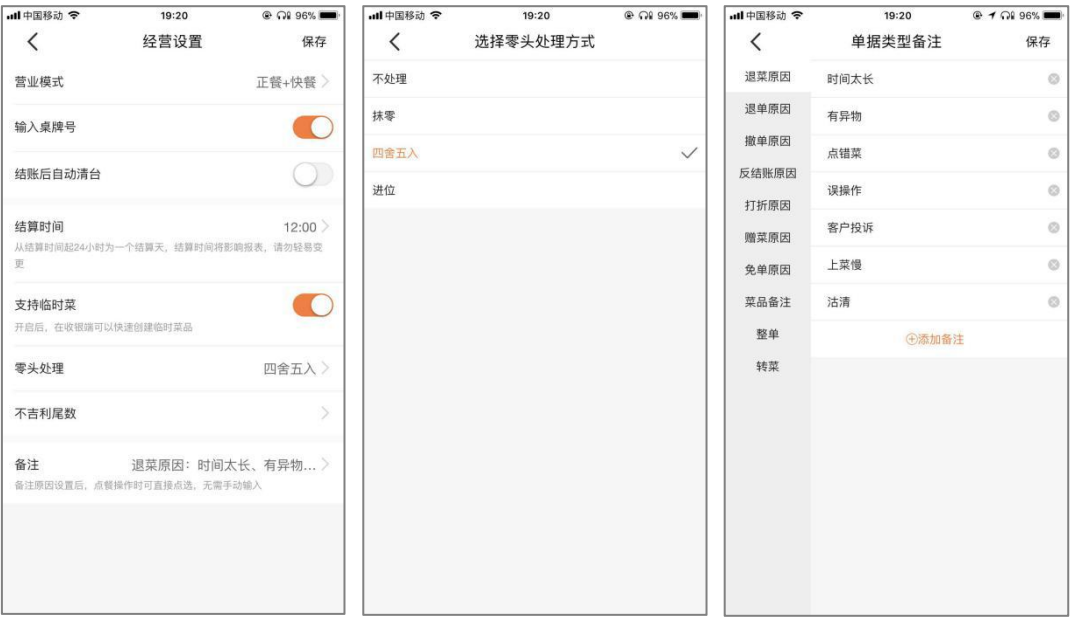 中国移动 19:20 96%
经营设置 保存
营业模式 正餐+快餐
输入桌牌号
结账后自动清台
结算时间 12:00
从结算时间起24小时为一个结算天，结算时间将影响报表，请勿轻易变
更
支持临时菜
开启后，在收银端可以快速创建临时菜品
零头处理 四舍五入
不吉利尾数
备注 退菜原因：时间太长、有异物...
备注原因设置后，点餐操作时可直接点选，无需手动输入
中国移动 19:20 96%
选择零头处理方式
不处理
抹零
四舍五入
进位
中国移动 19:20 96%
单据类型备注 保存
退菜原因
退单原因
撤单原因
反结账原因
打折原因
赠菜原因
免单原因
菜品备注
整单
转菜
时间太长
有异物
点错菜
误操作
客户投诉
上菜慢
沽清
添加备注